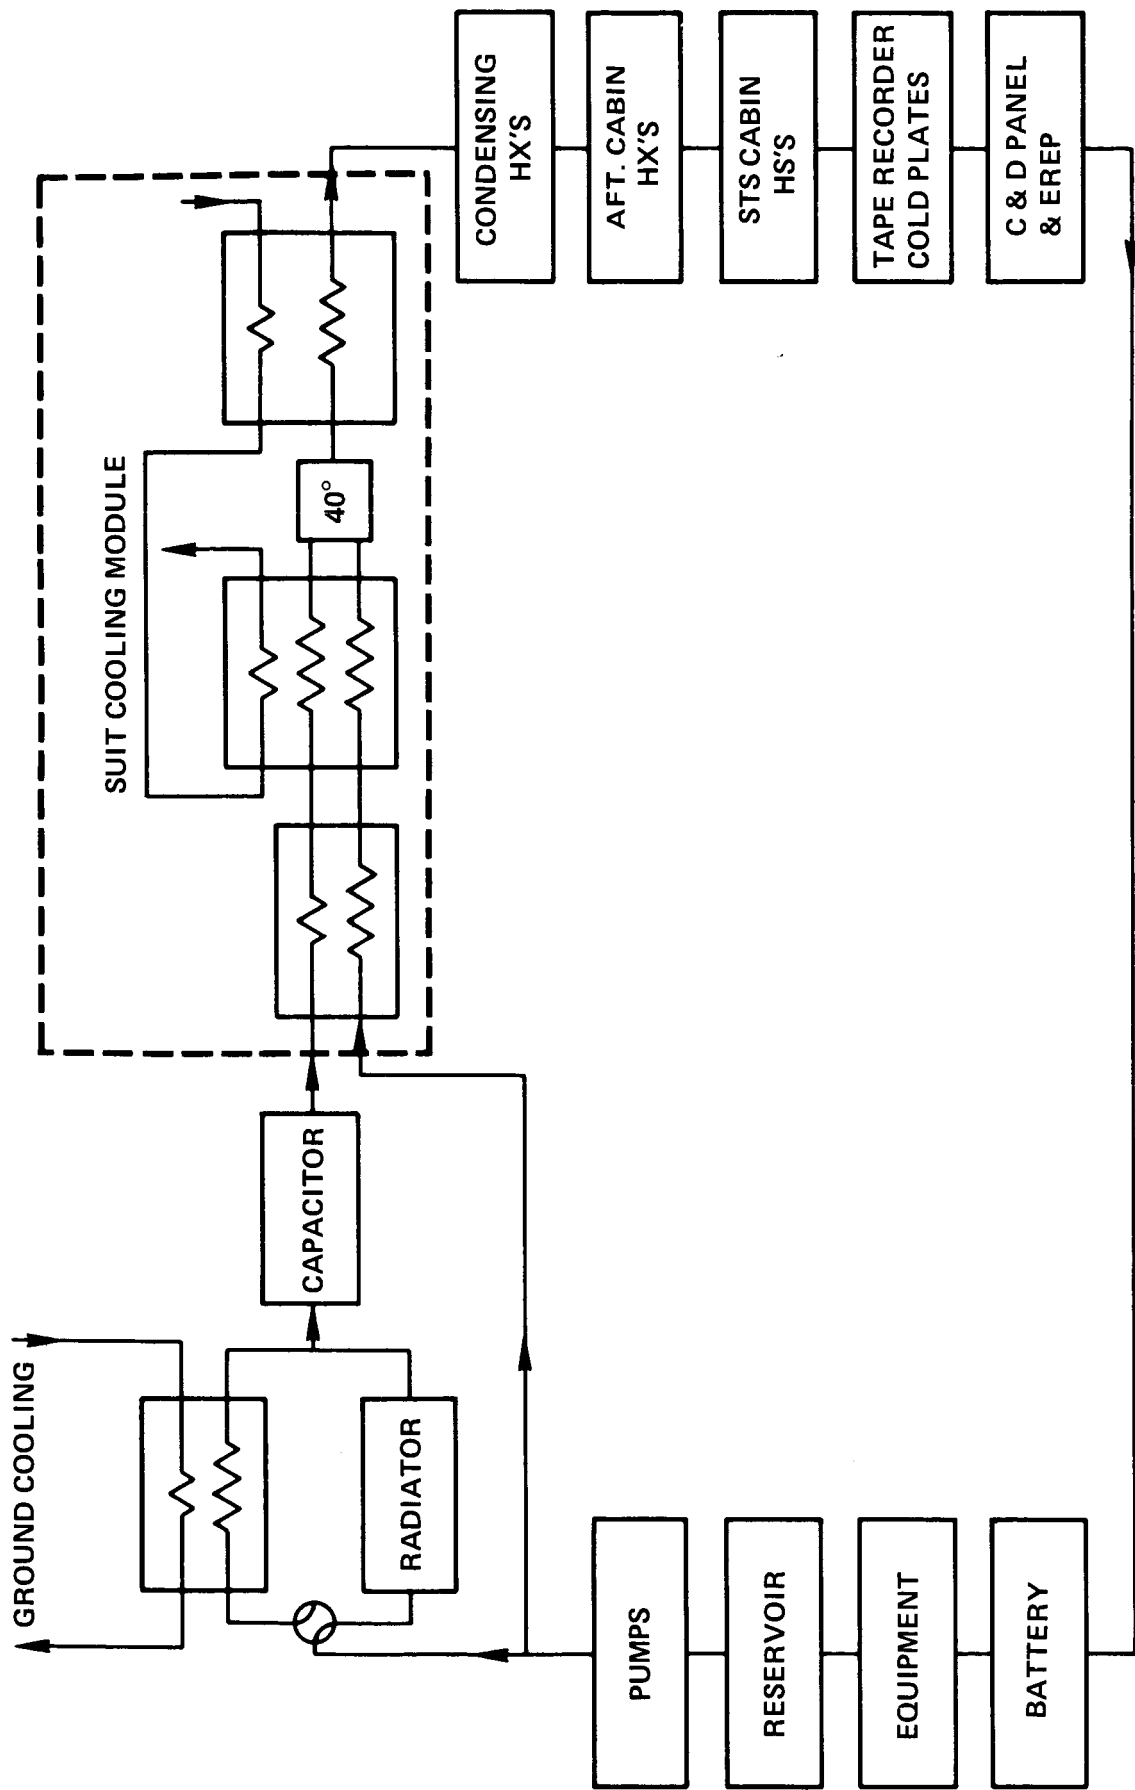 GROUND COOLING
SUIT COOLING MODULE
CAPACITOR
RADIATOR
40°
PUMPS
RESERVOIR
EQUIPMENT
BATTERY
CONDENSING
HX'S
AFT. CABIN
HX'S
STS CABIN
HS'S
TAPE RECORDER
COLD PLATES
C & D PANEL
& EREP